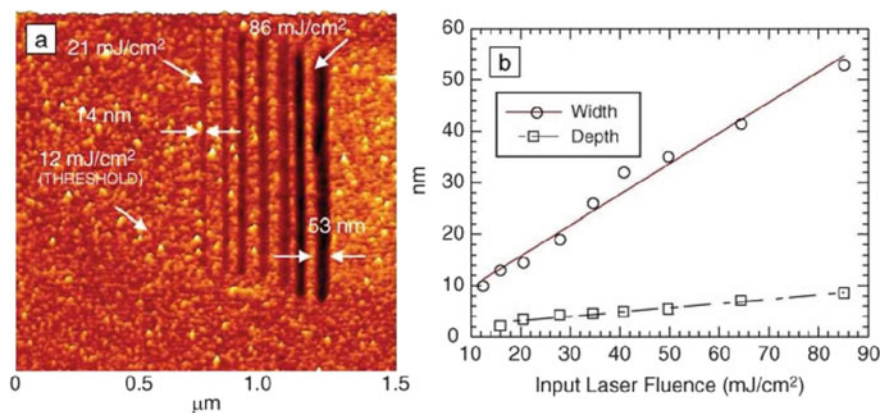 a
21 mJ/cm²
86 mJ/cm²
14 nm
12 mJ/cm²
(THRESHOLD)
53 nm
0 0.5 1.0 1.5
μm
b
60
50
40
30
20
10
0
nm
Width
Depth
10 20 30 40 50 60 70 80 90
Input Laser Fluence (mJ/cm²)